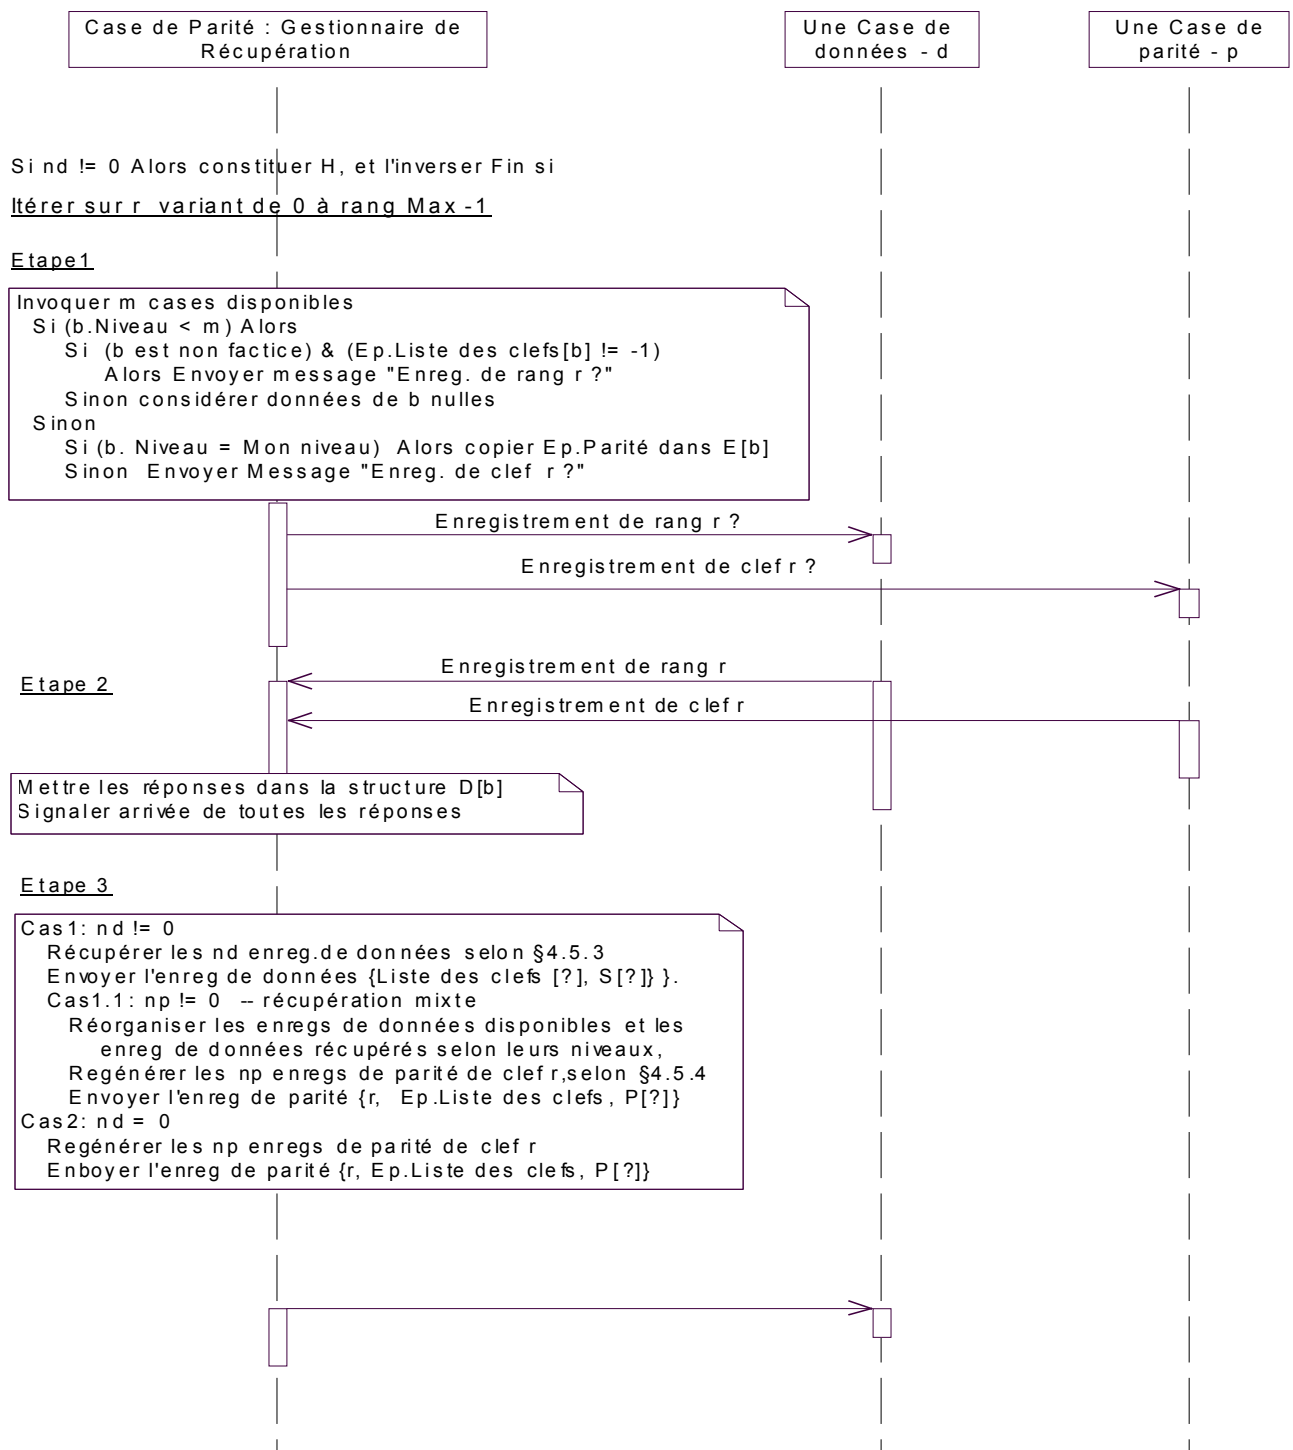 Case de Parité : Gestionnaire de
Récupération
Une Case de
données - d
Une Case de
parité - p
Si nd != 0 Alors constituer H, et l'inverser Fin si
Itérer sur r variant de 0 à rang Max -1
Etape1
Invoquer m cases disponibles
Si (b.Niveau < m) Alors
Si (b est non factice) & (Ep.Liste des clefs[b] != -1)
Alors Envoyer message "Enreg. de rang r ?"
Sinon considérer données de b nulles
Sinon
Si (b. Niveau = Mon niveau) Alors copier Ep.Parité dans E[b]
Sinon Envoyer Message "Enreg. de clef r ?"
Enregistrement de rang r ?
Enregistrement de clef r ?
Enregistrement de rang r
Etape 2
Enregistrement de clef r
Mettre les réponses dans la structure D[b]
Signaler arrivée de toutes les réponses
Etape 3
Cas1: nd != 0
Récupérer les nd enreg.de données selon §4.5.3
Envoyer l'enreg de données {Liste des clefs [?], S[?]} }.
Cas1.1: np != 0 -- récupération mixte
Réorganiser les enregs de données disponibles et les
enreg de données récupérés selon leurs niveaux,
Regénérer les np enregs de parité de clef r,selon §4.5.4
Envoyer l'enreg de parité {r, Ep.Liste des clefs, P[?]}
Cas2: nd = 0
Regénérer les np enregs de parité de clef r
Enboyer l'enreg de parité {r, Ep.Liste des clefs, P[?]}